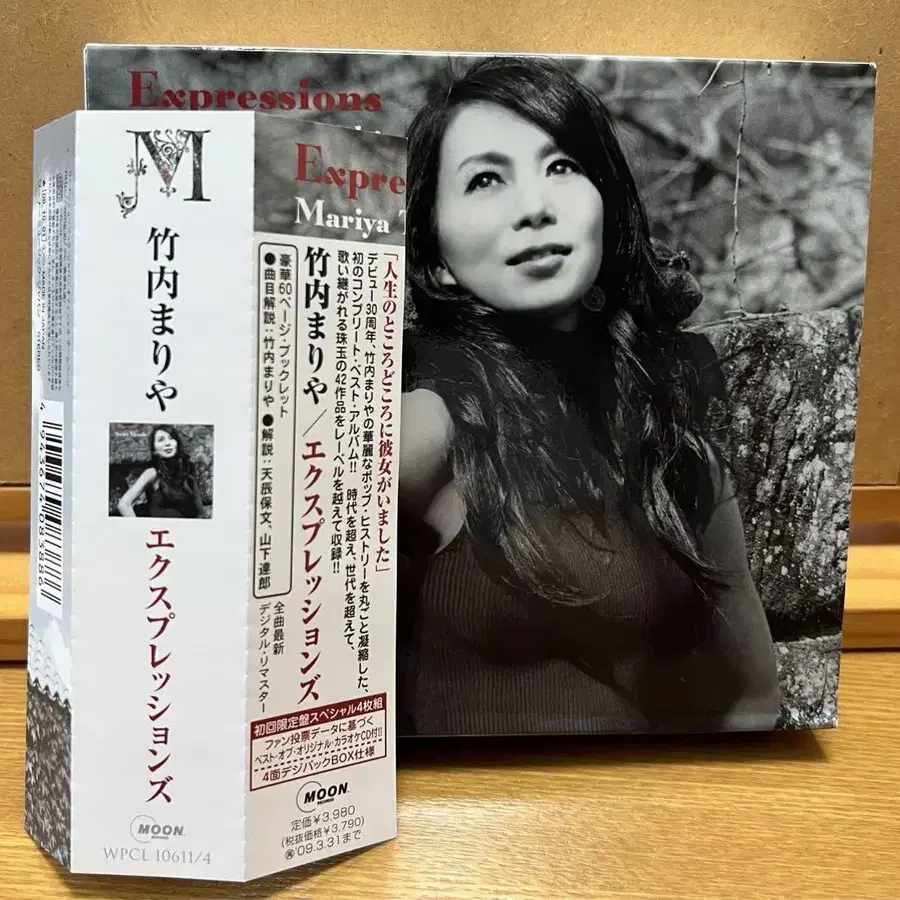 Expressions
M
竹内まりや
エクスプレッションズ
MOON
WPCL 10611/4
Expre
Mariya T
「人生のところどころに彼女がいました」
デビュー30周年、竹内まりやの華麗なポップ・ヒストリーを丸ごと凝縮した、
初のコンプリート・ベスト・アルバム!! 時代を超え、世代を超えて、
歌い継がれる珠玉の42作品をレーベルを越えて収録!!
竹内まりや/エクスプレッションズ
豪華60ページ・ブックレット
●曲目解説:竹内まりや ●解説:天辰保文、山下達郎
全曲最新
デジタル・リマスター
初回限定盤スペシャル4枚組
ファン投票データに基づく
ベスト・オブ・オリジナル・カラオケCD付!!
4面デジパックBOX仕様
MOON
RECORDS
定価¥3,980
(税抜価格¥3,790)
'09.3.31まで
MADE IN JAPAN
STEREO